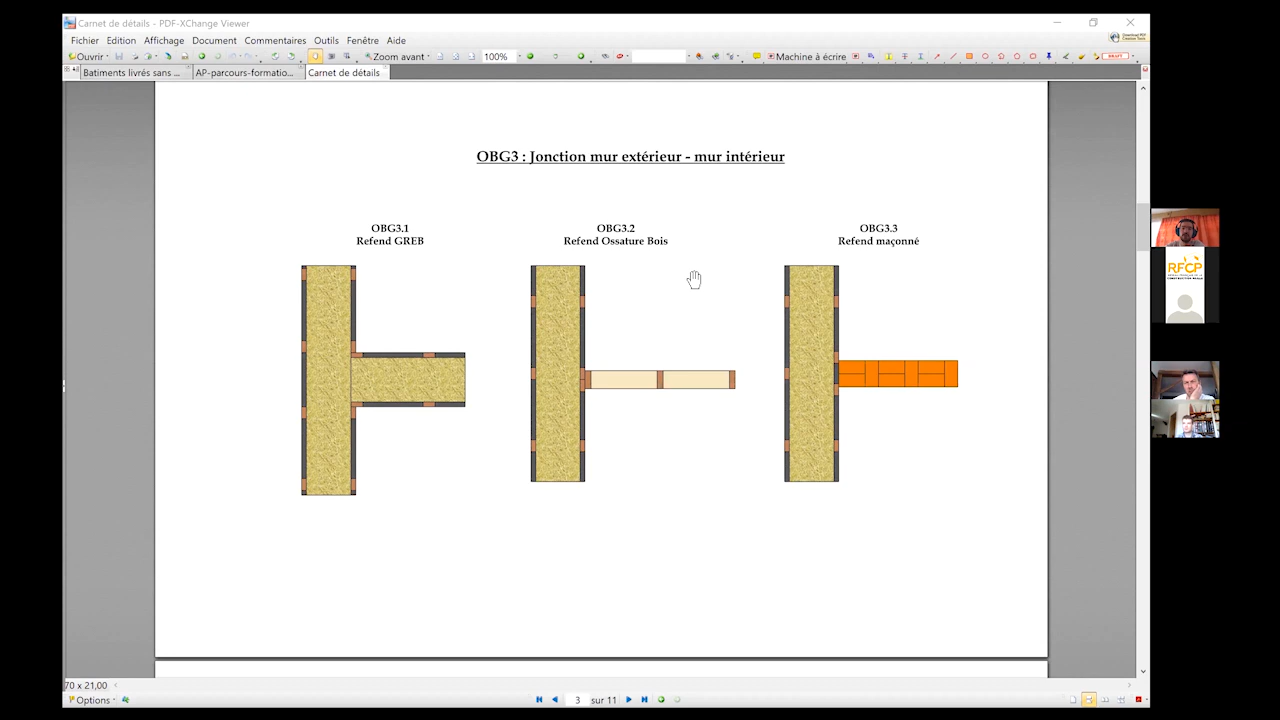 Carnet de détails - PDF-XChange Viewer
Fichier Edition Affichage Document Commentaires Outils Fenêtre Aide
Ouvrir Zoom avant 100% Machine à écrire
Batiments livrés sans ... AP-parcours-formatio... Carnet de détails
OBG3 : Jonction mur extérieur - mur intérieur
OBG3.1
Refend GREB
OBG3.2
Refend Ossature Bois
OBG3.3
Refend maçonné
RFCP
70 x 21,00
Options 3 sur 11